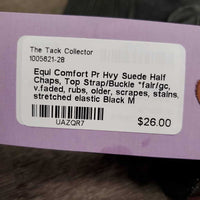 The Tack Collector
1005621-28
Equi Comfort Pr Hvy Suede Half
Chaps, Top Strap/Buckle *fair/gc,
v.faded, rubs, older, scrapes, stains,
stretched elastic Black M
UAZQR7
$26.00